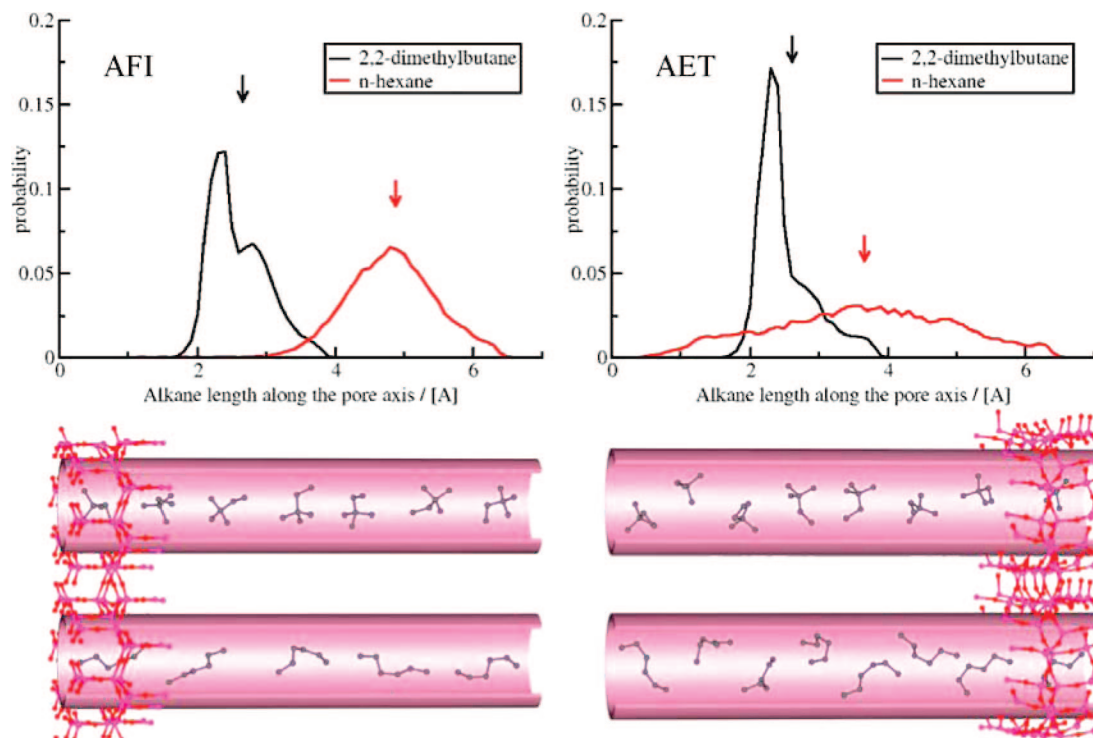 0.2
0.15
0.1
0.05
0
AFI
2,2-dimethylbutane
n-hexane
probability
0 2 4 6
Alkane length along the pore axis / [A]
0.2
0.15
0.1
0.05
0
AET
2,2-dimethylbutane
n-hexane
probability
0 2 4 6
Alkane length along the pore axis / [A]